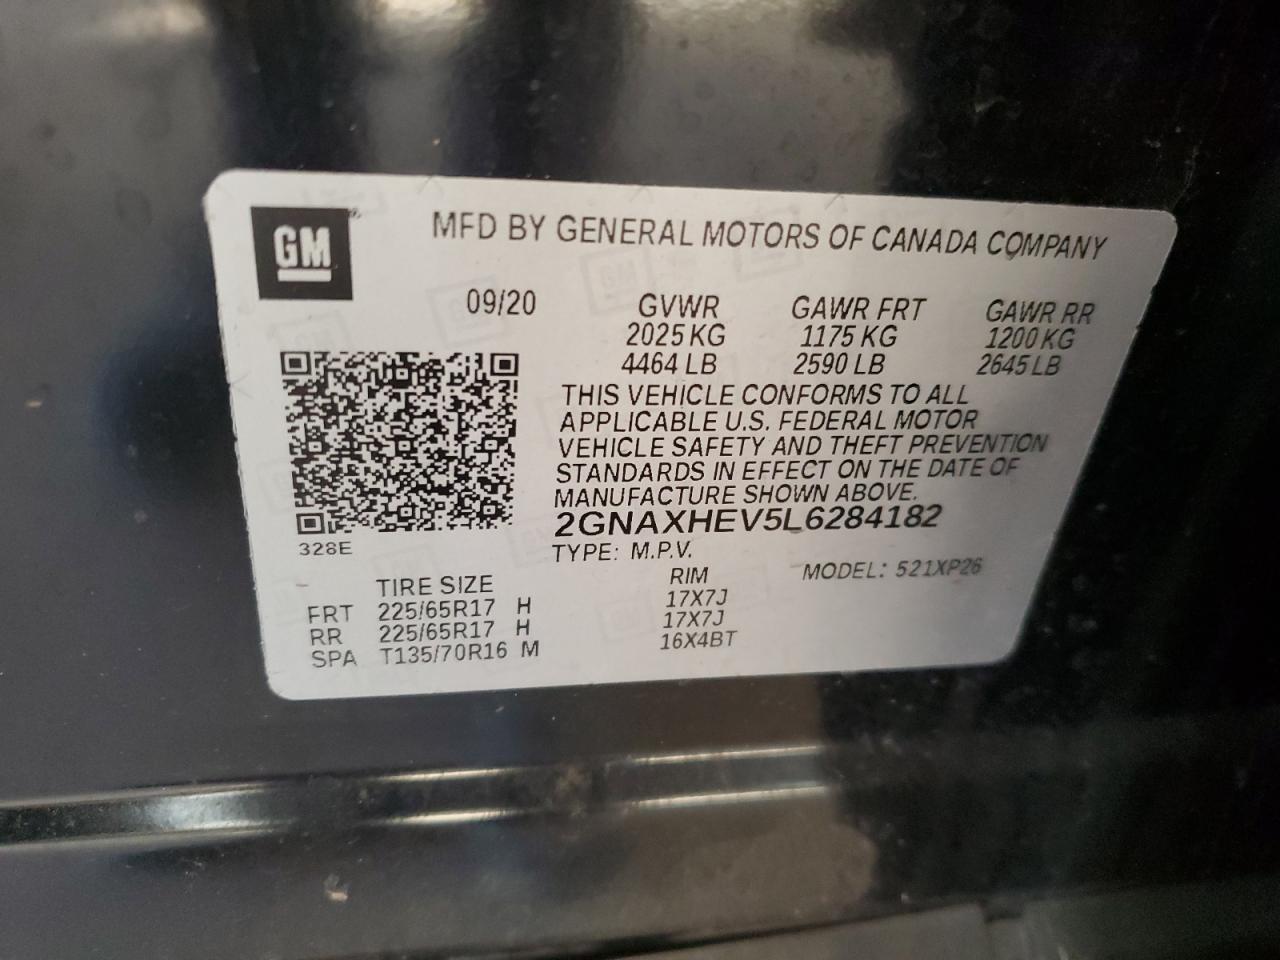 GM
MFD BY GENERAL MOTORS OF CANADA COMPANY
09/20 GVWR GAWR FRT GAWR RR
2025 KG 1175 KG 1200 KG
4464 LB 2590 LB 2645 LB
THIS VEHICLE CONFORMS TO ALL
APPLICABLE U.S. FEDERAL MOTOR
VEHICLE SAFETY AND THEFT PREVENTION
STANDARDS IN EFFECT ON THE DATE OF
MANUFACTURE SHOWN ABOVE.
2GNAXHEV5L6284182
328E
TYPE: M.P.V. MODEL: 521XP26
TIRE SIZE RIM
FRT 225/65R17 H 17X7J
RR 225/65R17 H 17X7J
SPA T135/70R16 M 16X4BT